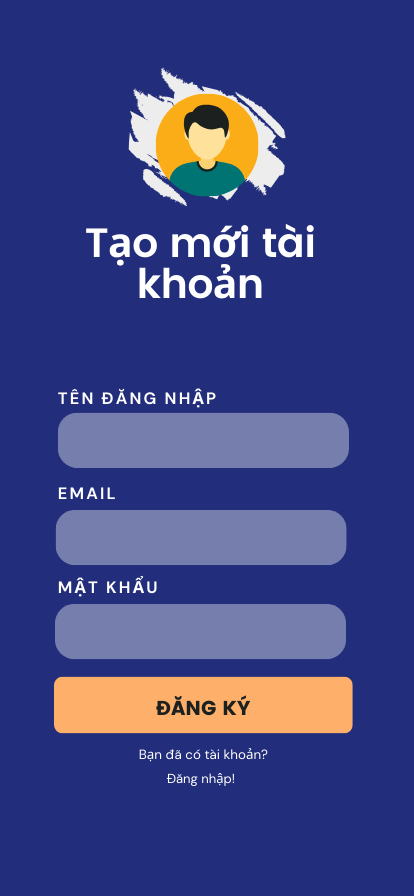 Tạo mới tài
khoản
TÊN ĐĂNG NHẬP
EMAIL
MẬT KHẨU
ĐĂNG KÝ
Bạn đã có tài khoản?
Đăng nhập!